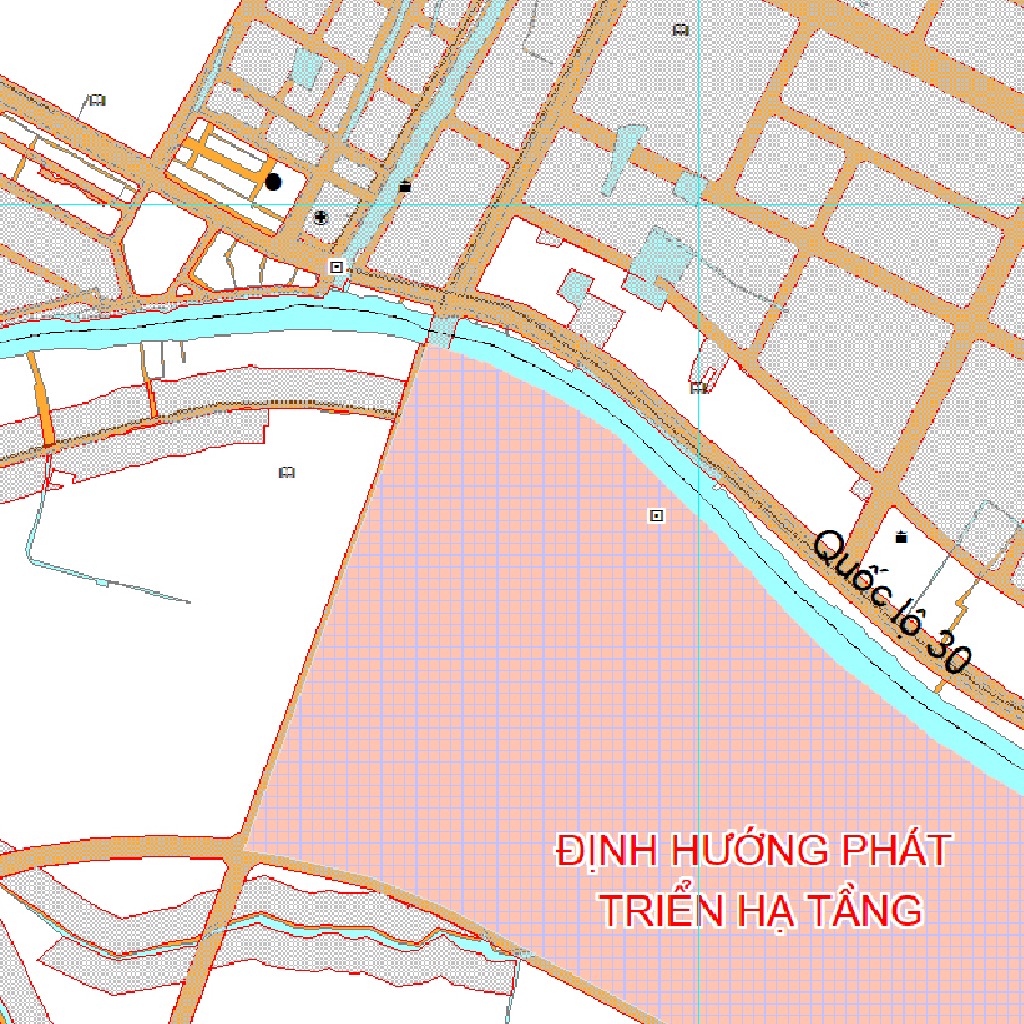 Quốc lộ 30
ĐỊNH HƯỚNG PHÁT
TRIỂN HẠ TẦNG